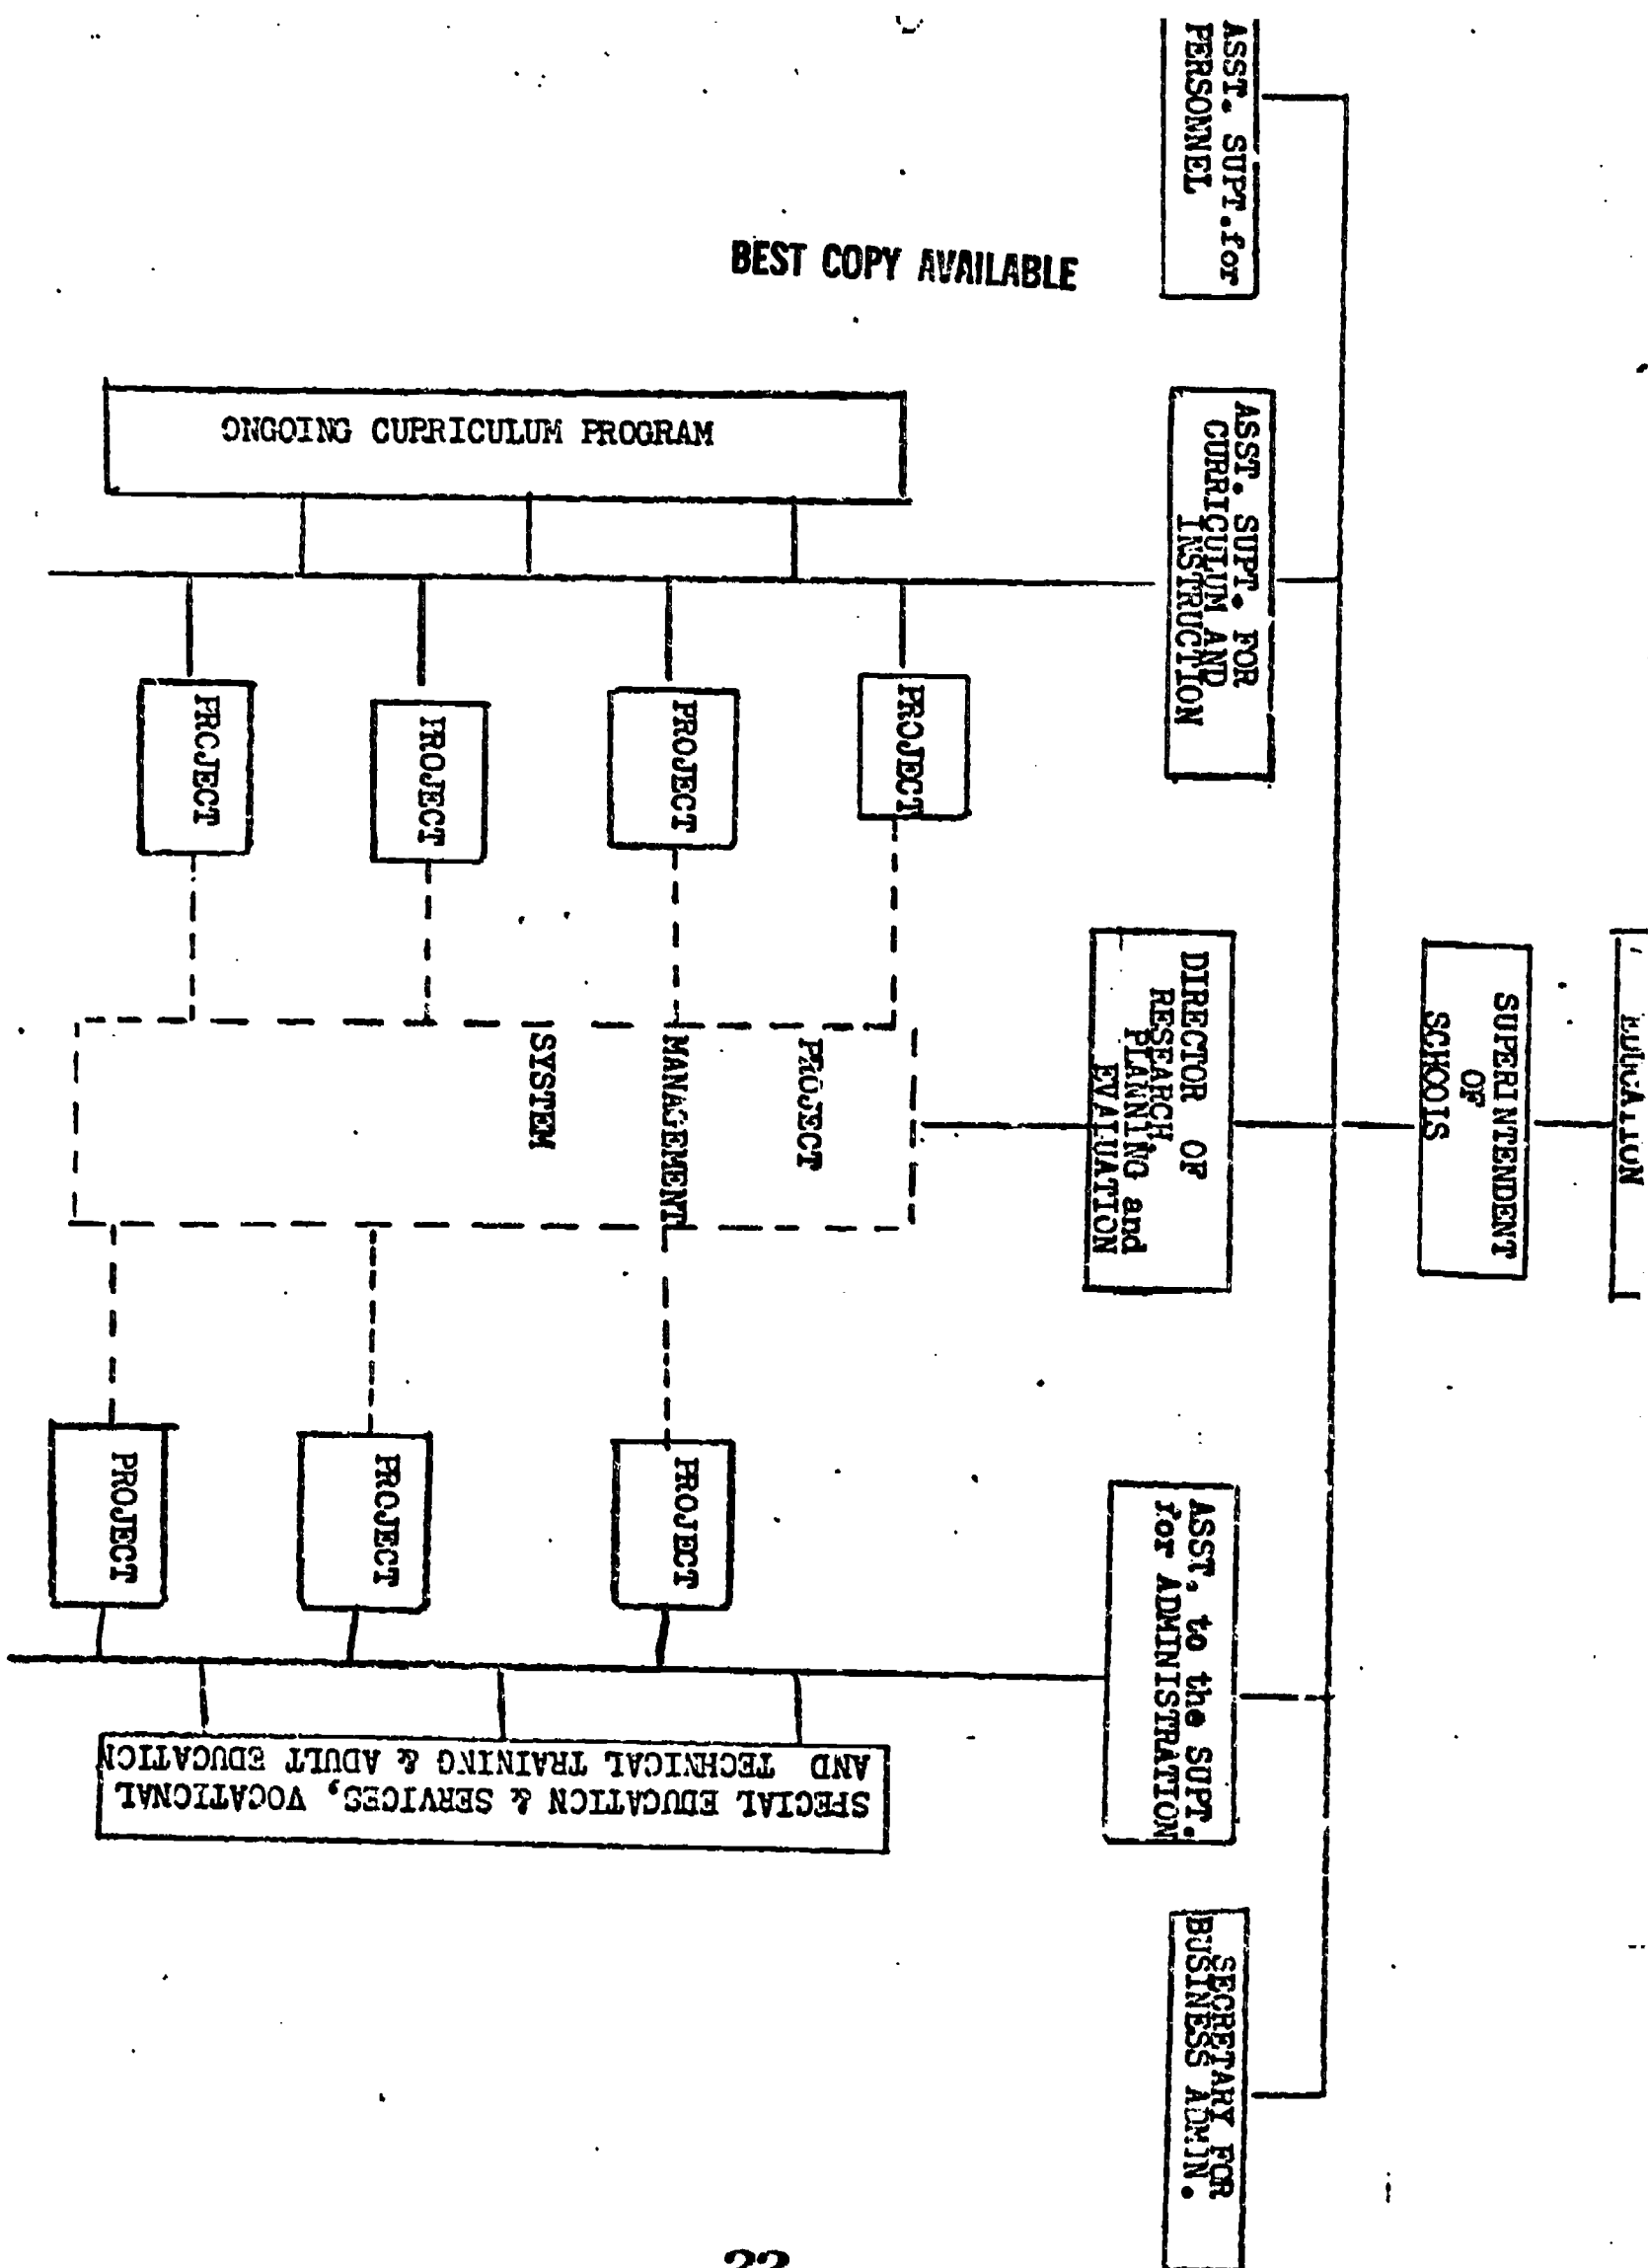 EDUCATION
SUPERINTENDENT
OF
SCHOOLS
ASST. SUPT. for
PERSONNEL
ASST. SUPT. FOR
CURRICULUM AND
INSTRUCTION
DIRECTOR OF
RESEARCH
PLANNING and
EVALUATION
ASST. to the SUPT.
for ADMINISTRATION
SECRETARY FOR
BUSINESS ADMIN.
BEST COPY AVAILABLE
ONGOING CURRICULUM PROGRAM
PROJECT
PROJECT
PROJECT
PROJECT
PROJECT
MANAGEMENT
SYSTEM
PROJECT
PROJECT
PROJECT
SPECIAL EDUCATION & SERVICES, VOCATIONAL
AND TECHNICAL TRAINING & ADULT EDUCATION